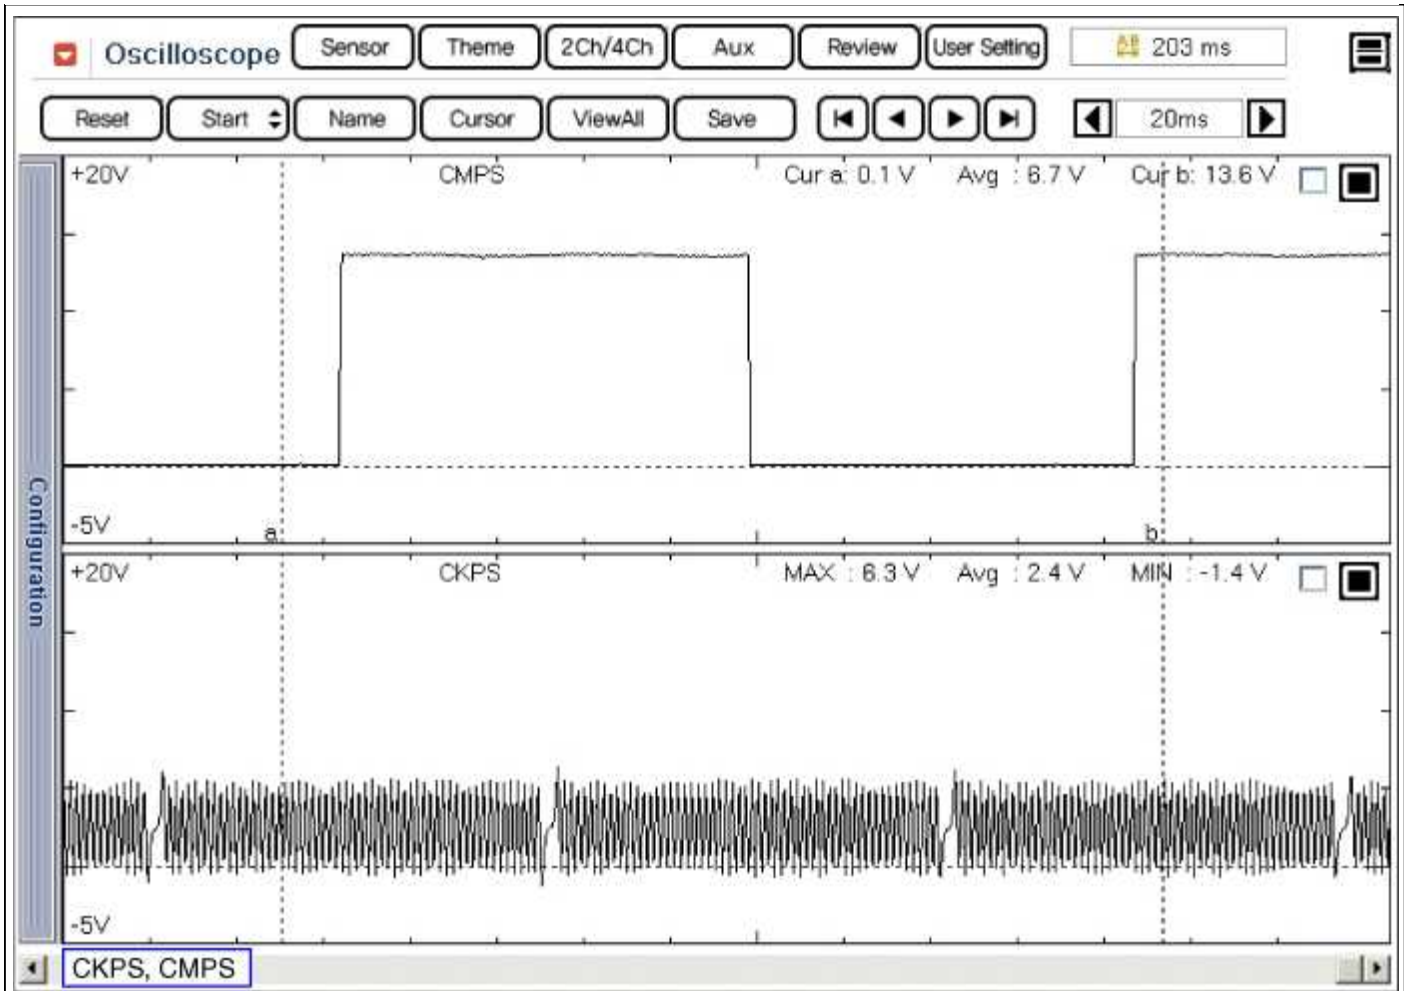 Oscilloscope Sensor Theme 2Ch/4Ch Aux Review User Setting A B 203 ms
Reset Start Name Cursor ViewAll Save 20ms
+20V CMPS Cur a: 0.1 V Avg : 6.7 V Cur b: 13.6 V
-5V a b
+20V CKPS MAX : 6.3 V Avg : 2.4 V MIN : -1.4 V
-5V
Configuration
CKPS, CMPS